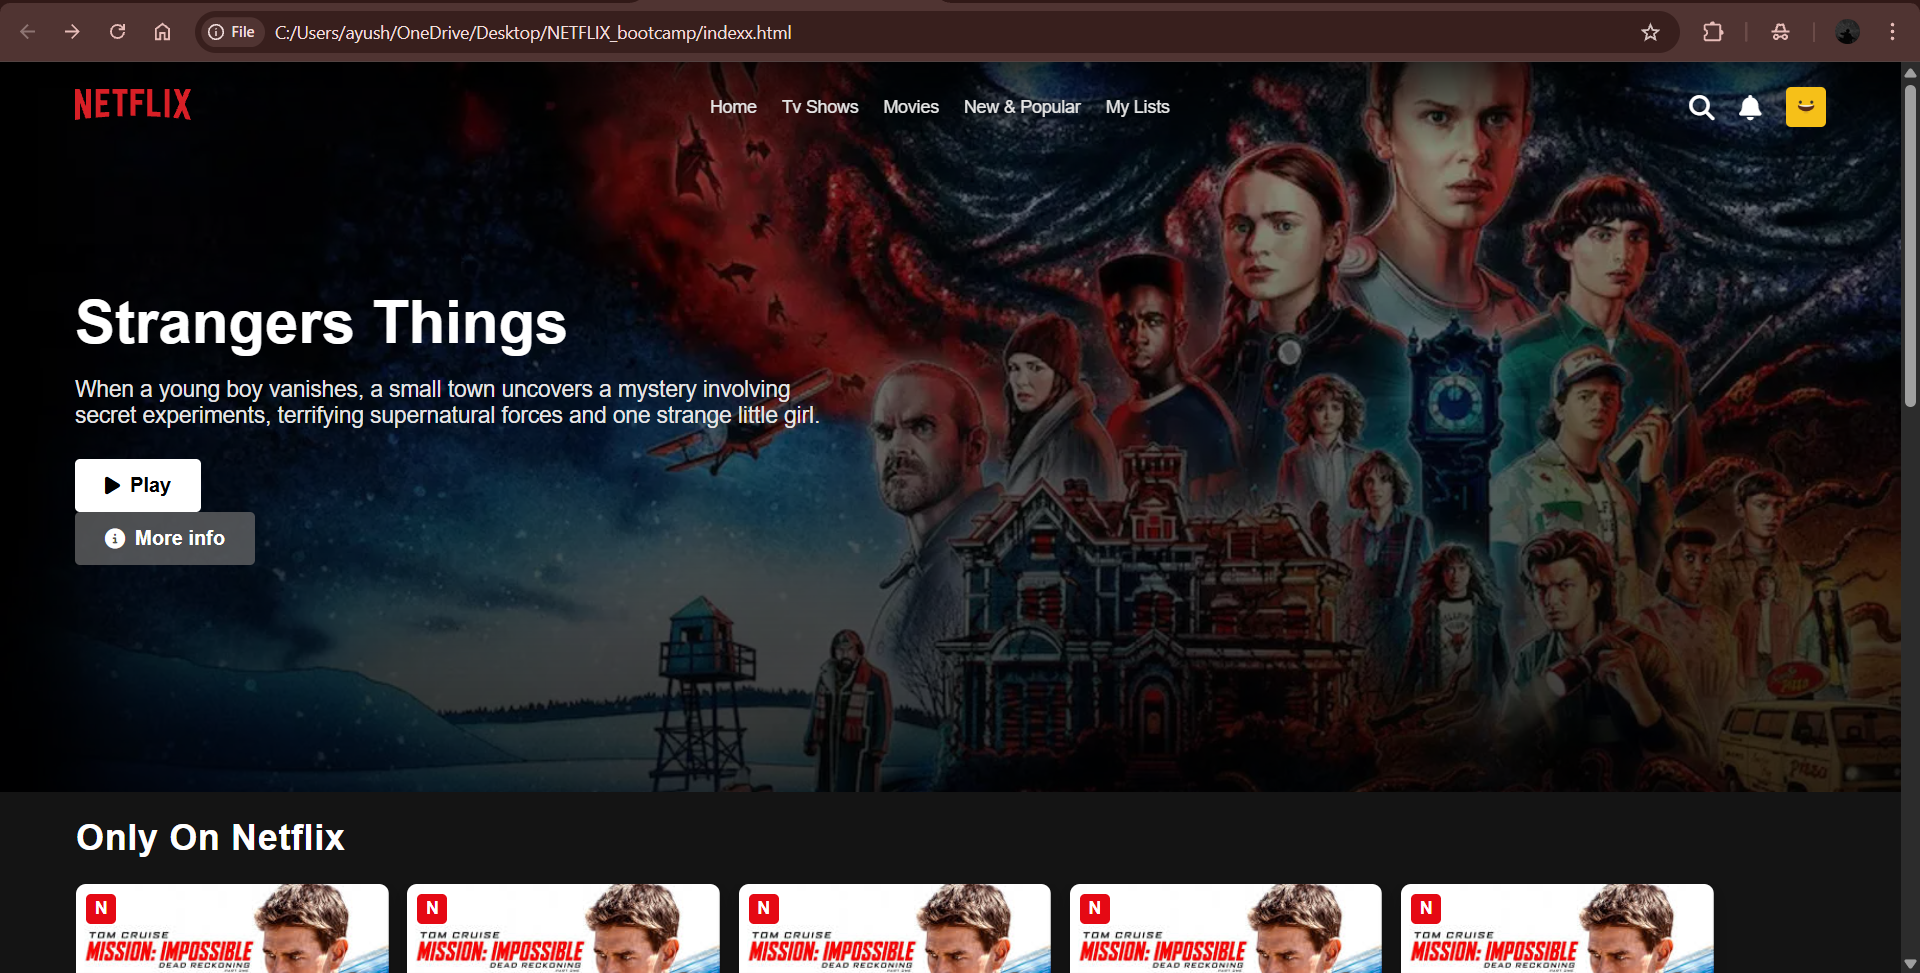 File C:/Users/ayush/OneDrive/Desktop/NETFLIX_bootcamp/indexx.html
NETFLIX Home Tv Shows Movies New & Popular My Lists
Strangers Things
When a young boy vanishes, a small town uncovers a mystery involving
secret experiments, terrifying supernatural forces and one strange little girl.
Play
More info
Only On Netflix
N N N N N
TOM CRUISE TOM CRUISE TOM CRUISE TOM CRUISE TOM CRUISE
MISSION: IMPOSSIBLE MISSION: IMPOSSIBLE MISSION: IMPOSSIBLE MISSION: IMPOSSIBLE MISSION: IMPOSSIBLE
DEAD RECKONING DEAD RECKONING DEAD RECKONING DEAD RECKONING DEAD RECKONING